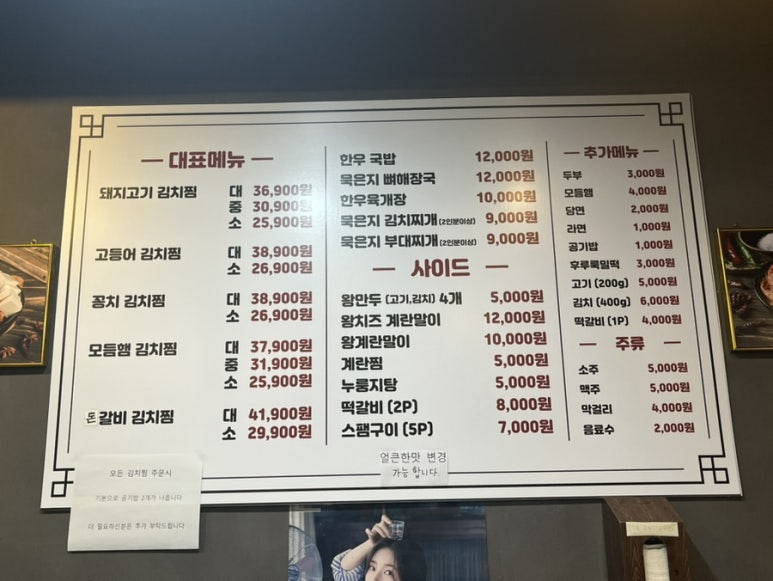 대표메뉴
돼지고기 김치찜 대 36,900원
중 30,900원
소 25,900원
고등어 김치찜 대 38,900원
소 26,900원
꽁치 김치찜 대 38,900원
소 26,900원
모듬햄 김치찜 대 37,900원
중 31,900원
소 25,900원
돈갈비 김치찜 대 41,900원
소 29,900원
한우 국밥 12,000원
묵은지 뼈해장국 12,000원
한우육개장 10,000원
묵은지 김치찌개 (2인분이상) 9,000원
묵은지 부대찌개 (2인분이상) 9,000원
사이드
왕만두 (고기,김치) 4개 5,000원
왕치즈 계란말이 12,000원
왕계란말이 10,000원
계란찜 5,000원
누룽지탕 5,000원
떡갈비 (2P) 8,000원
스팸구이 (5P) 7,000원
얼큰한맛 변경
가능합니다.
추가메뉴
두부 3,000원
모듬햄 4,000원
당면 2,000원
라면 1,000원
공기밥 1,000원
후루룩밀떡 3,000원
고기 (200g) 5,000원
김치 (400g) 6,000원
떡갈비 (1P) 4,000원
주류
소주 5,000원
맥주 5,000원
막걸리 4,000원
음료수 2,000원
모든 김치찜 주문시
기본으로 공기밥 2개가 나옵니다
더 필요하신분은 추가 부탁드립니다